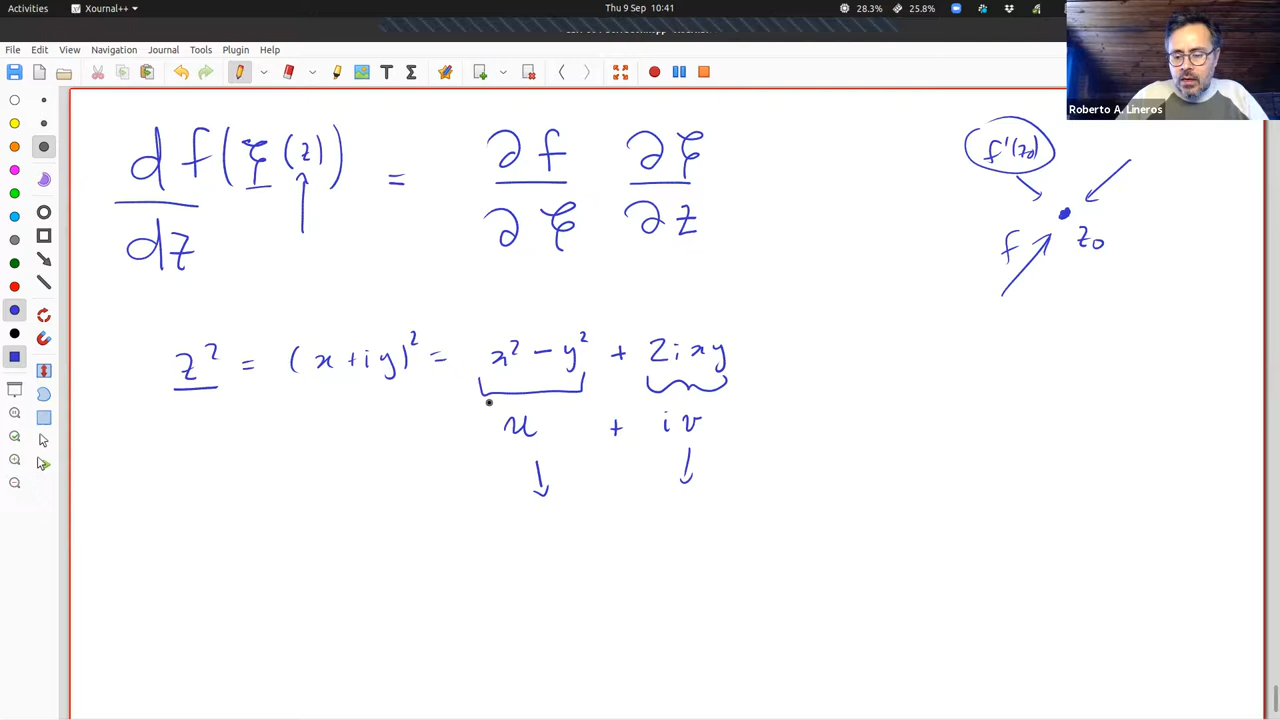 Activities
Xournal++
Thu 9 Sep 10:41
28.3%
25.8%
File Edit View Navigation Journal Tools Plugin Help
Roberto A. Lineros
d f(ξ(z)) / dz = ∂f/∂ξ ∂ξ/∂z
f'(z₀)
f
z₀
z² = (x+iy)² = x² − y² + 2ixy
u + iv